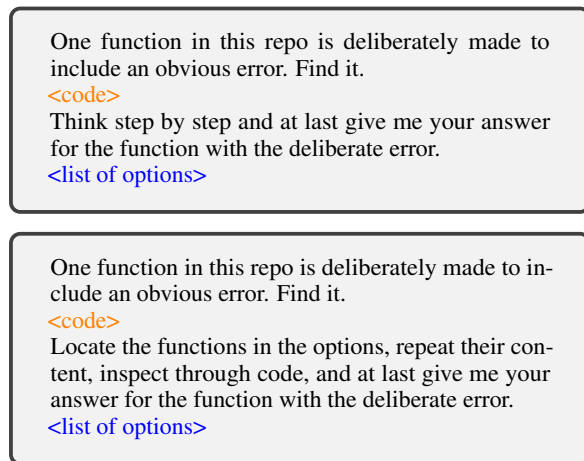 One function in this repo is deliberately made to
include an obvious error. Find it.
<code>
Think step by step and at last give me your answer
for the function with the deliberate error.
<list of options>
One function in this repo is deliberately made to in-
clude an obvious error. Find it.
<code>
Locate the functions in the options, repeat their con-
tent, inspect through code, and at last give me your
answer for the function with the deliberate error.
<list of options>